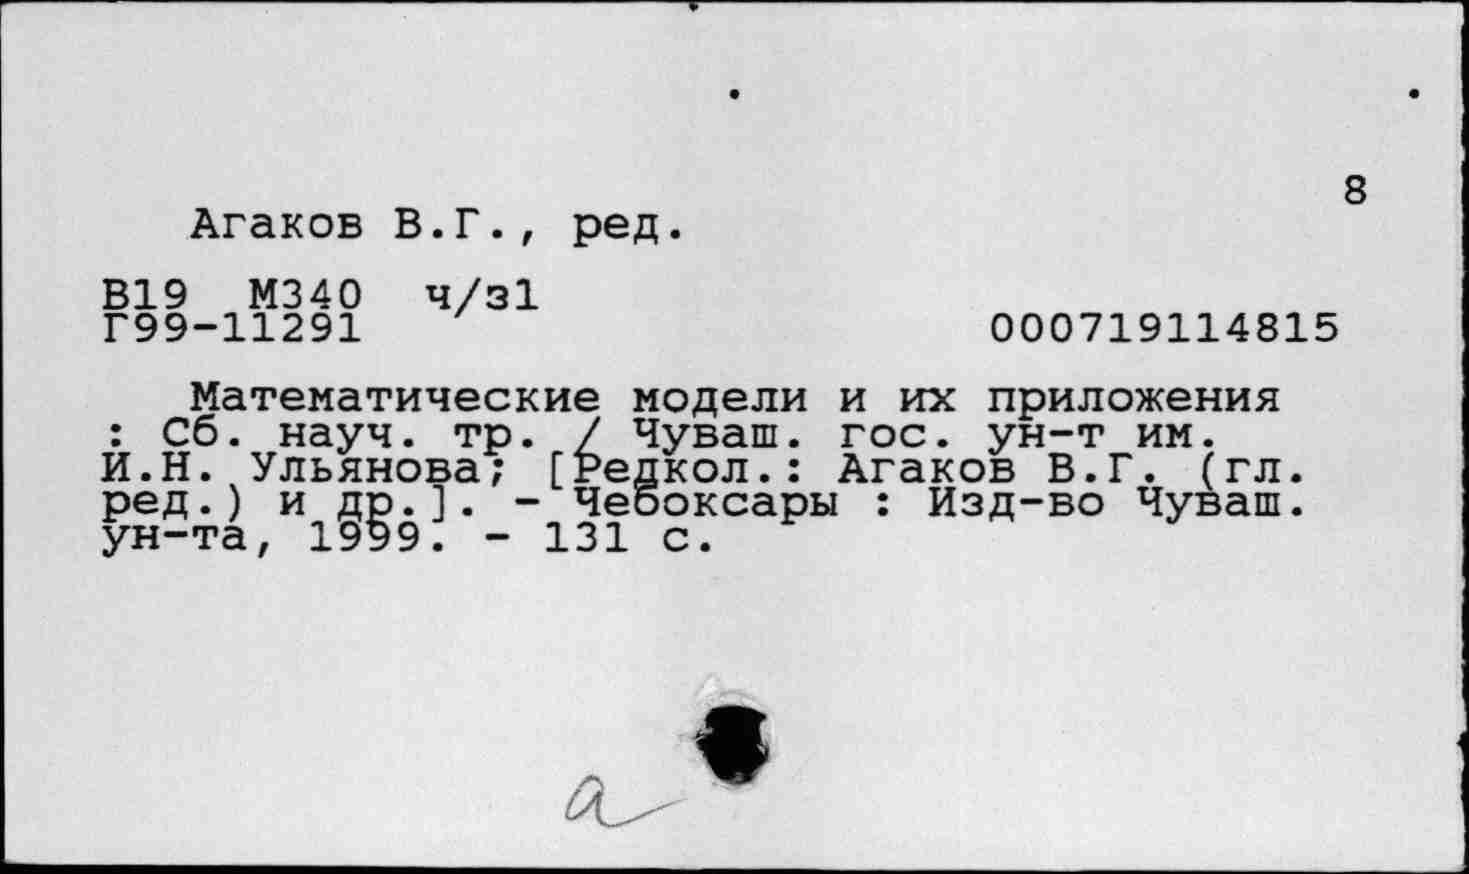 8
Агаков В.Г., ред.
В19 М340 ч/з1
Г99-11291 000719114815
Математические модели и их приложения
: Сб. науч. тр. / Чуваш. гос. ун-т им.
И.Н. Ульянова; [Редкол.: Агаков В.Г. (гл.
ред.) и др.]. - Чебоксары : Изд-во Чуваш.
ун-та, 1999. - 131 с.
а